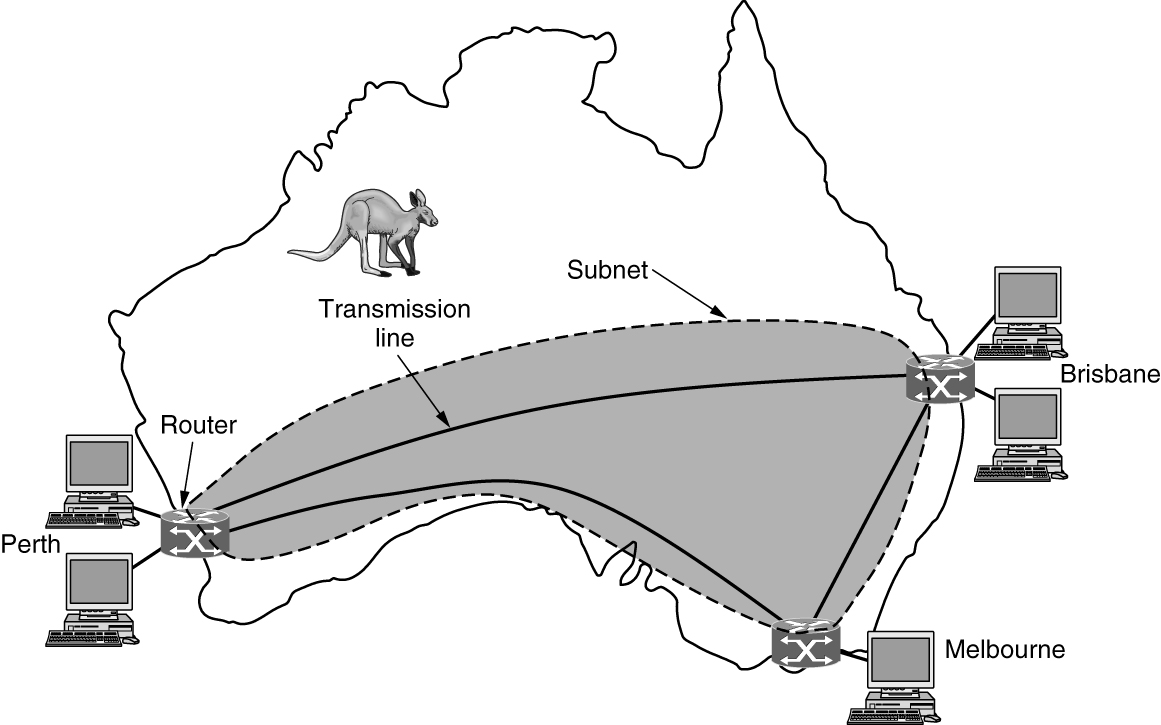 Subnet
Transmission
line
Router
Brisbane
Perth
Melbourne